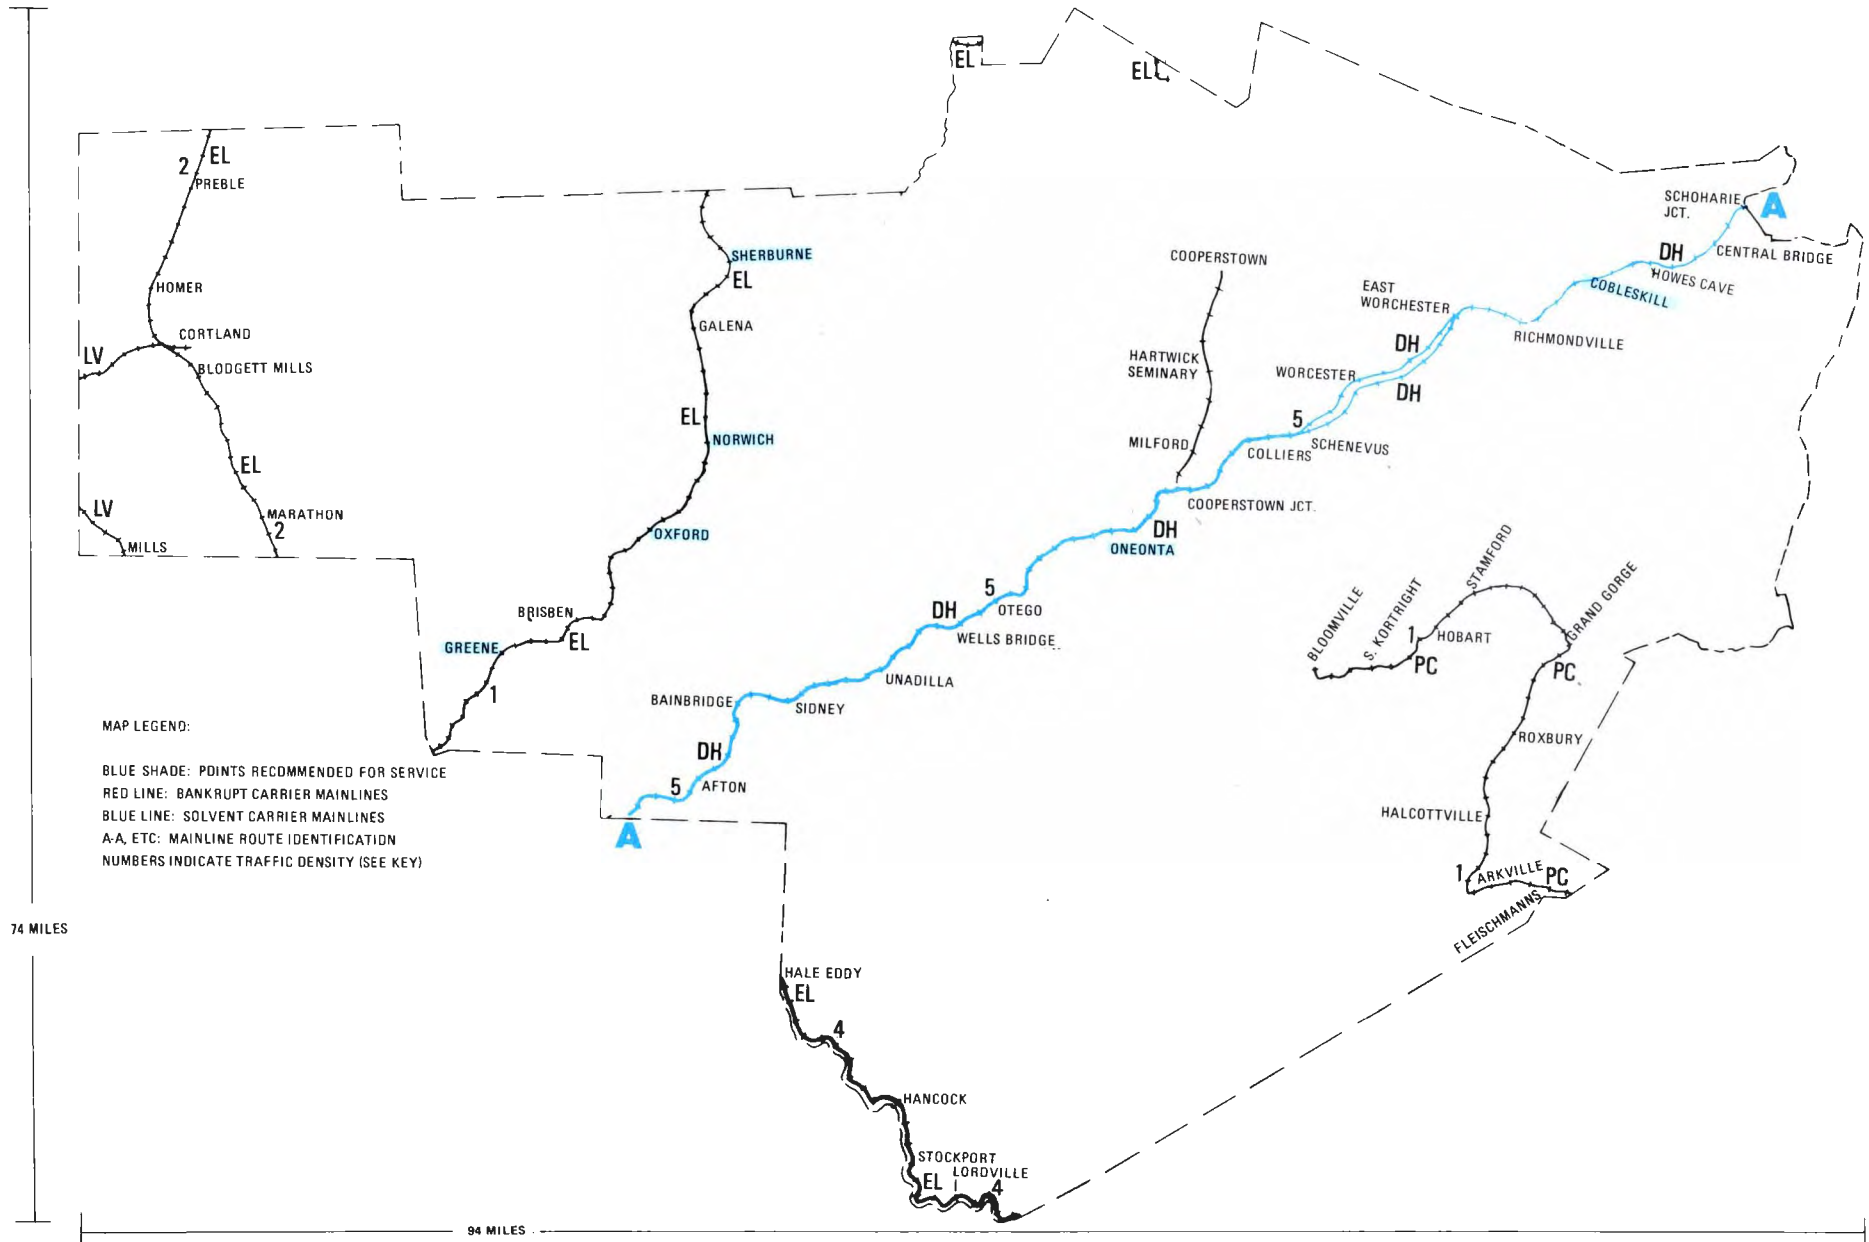 EL
EL
2
EL
PREBLE
HOMER
CORTLAND
LV
BLODGETT MILLS
EL
LV
MARATHON
2
MILLS
SHERBURNE
EL
GALENA
EL
NORWICH
OXFORD
BRISBEN
GREENE
EL
1
SCHOHARIE
JCT.
A
DH
CENTRAL BRIDGE
HOWES CAVE
COBLESKILL
COOPERSTOWN
EAST
WORCHESTER
RICHMONDVILLE
DH
HARTWICK
SEMINARY
WORCESTER
DH
5
MILFORD
SCHENEVUS
COLLIERS
COOPERSTOWN JCT.
DH
ONEONTA
5
DH
OTEGO
WELLS BRIDGE
UNADILLA
BAINBRIDGE
SIDNEY
DH
5
AFTON
A
BLOOMVILLE
S. KORTRIGHT
STAMFORD
GRAND GORGE
1
HOBART
PC
PC
ROXBURY
HALCOTTVILLE
1
ARKVILLE
PC
FLEISCHMANNS
MAP LEGEND:
BLUE SHADE: POINTS RECOMMENDED FOR SERVICE
RED LINE: BANKRUPT CARRIER MAINLINES
BLUE LINE: SOLVENT CARRIER MAINLINES
A-A, ETC: MAINLINE ROUTE IDENTIFICATION
NUMBERS INDICATE TRAFFIC DENSITY (SEE KEY)
74 MILES
HALE EDDY
EL
4
HANCOCK
STOCKPORT
LORDVILLE
EL
4
94 MILES